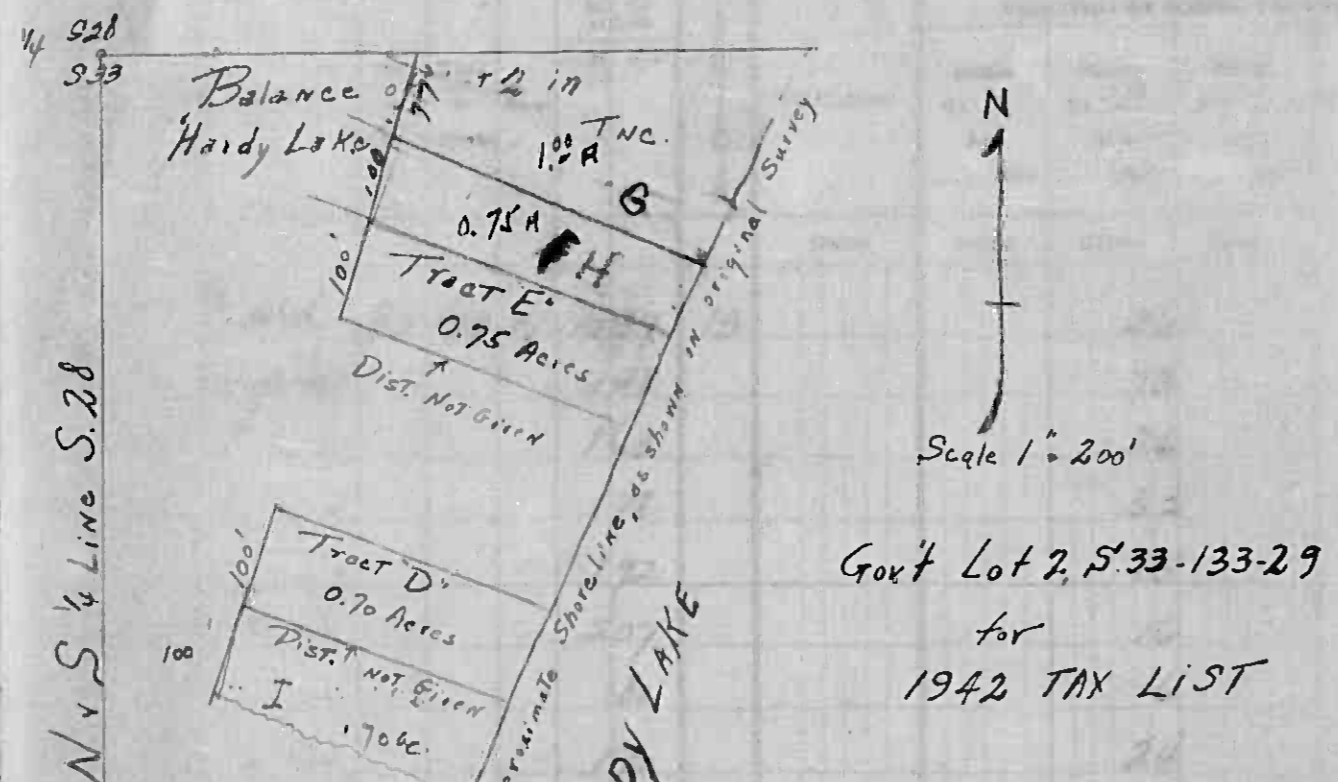 1/4 S28
S33
Balance of Lot 2 in
Hardy Lake Inc.
77'
1.00 A
G
100'
0.75 A
H
100'
Tract E"
0.75 Acres
Dist. Not Given
N
Scale 1" = 200'
N & S 1/4 Line S.28
Approximate Shoreline, as shown in original Survey
100'
Tract "D"
0.70 Acres
Dist. Not Given
100
I
.70 ac.
DY LAKE
Gov't Lot 2, S.33-133-29
for
1942 TAX LIST